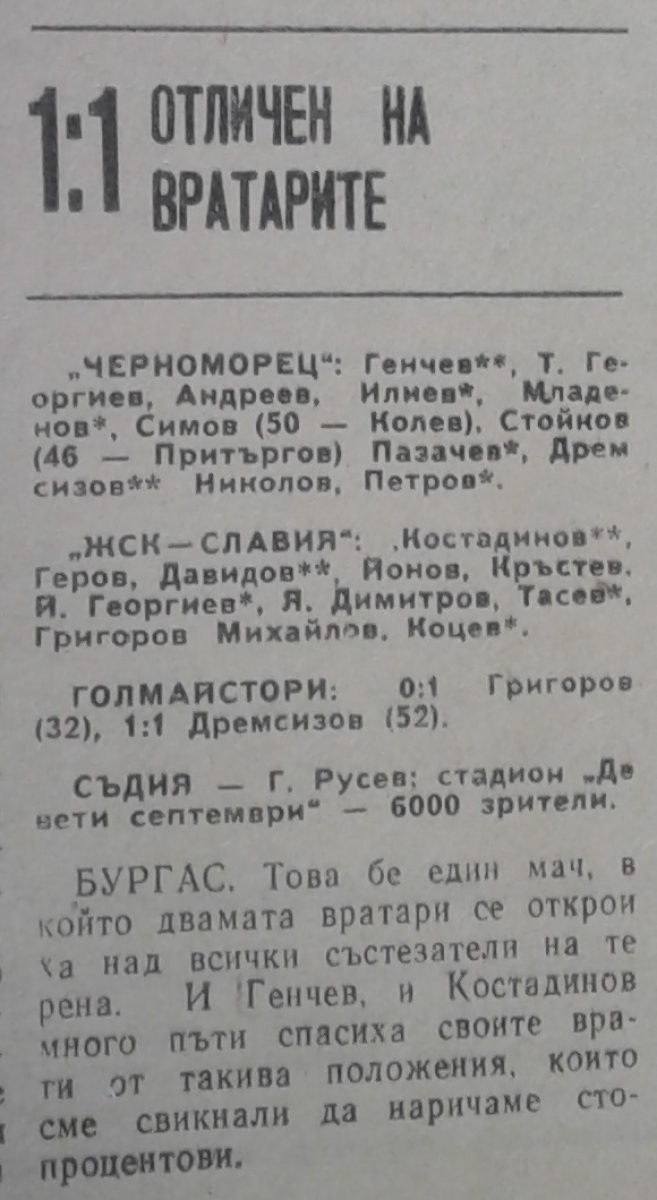 1:1 ОТЛИЧЕН НА
ВРАТАРИТЕ
„ЧЕРНОМОРЕЦ“: Генчев**, Т. Ге-
оргиев, Андреев, Илиев*, Младе-
нов*, Симов (50 — Колев), Стойков
(46 — Притъргов) Пазачев*, Дрем
сизов** Николов, Петров*.
„ЖСК—СЛАВИЯ“: .Костадинов**,
Геров, Давидов**, Йонов, Кръстев.
Й. Георгиев*, Я. Димитров, Тасев*,
Григоров Михайлов. Коцев*.
ГОЛМАЙСТОРИ: 0:1 Григоров
(32), 1:1 Дремсизов (52).
СЪДИЯ — Г. Русев; стадион „Де
вети септември“ — 6000 зрители.
БУРГАС. Това бе един мач, в
който двамата вратари се открои
ха над всички състезатели на те
рена. И Генчев, и Костадинов
много пъти спасиха своите вра-
ти от такива положения, които
сме свикнали да наричаме сто-
процентови.